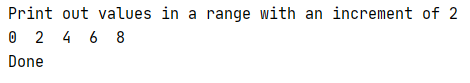 Print out values in a range with an increment of 2
0  2  4  6  8
Done